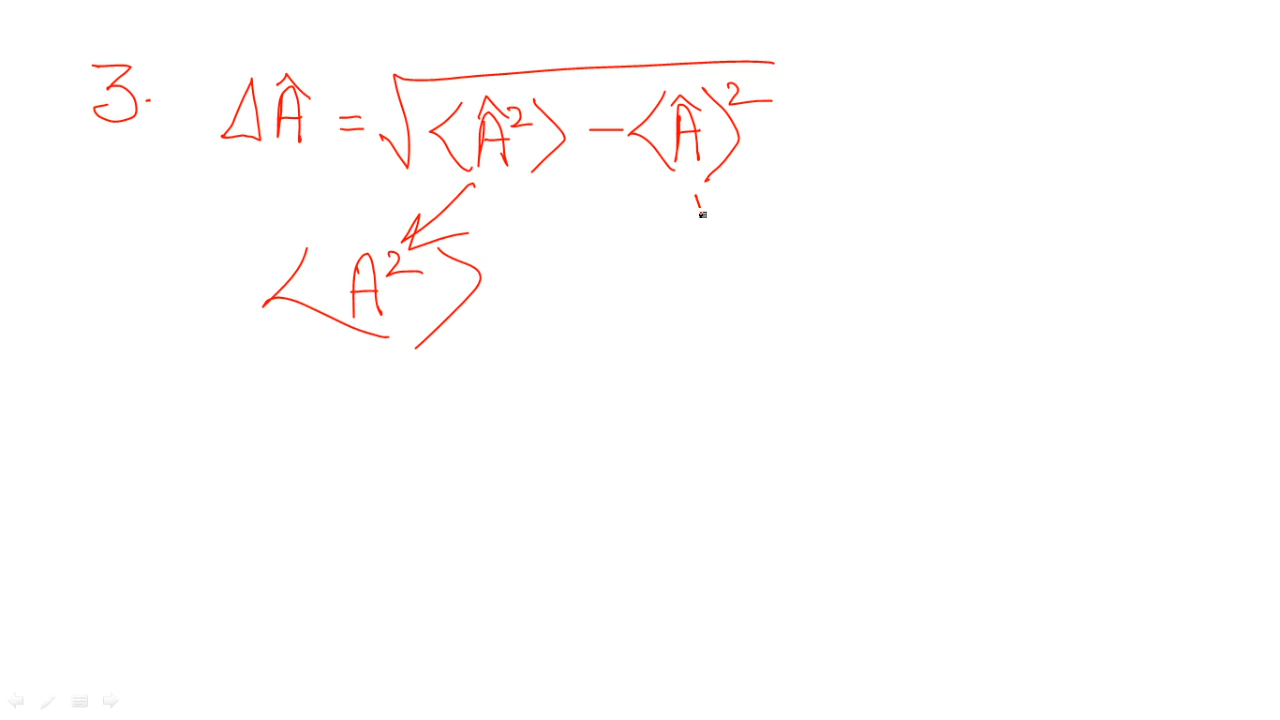 3. ΔÂ = √⟨Â²⟩ − ⟨Â⟩²
⟨A²⟩